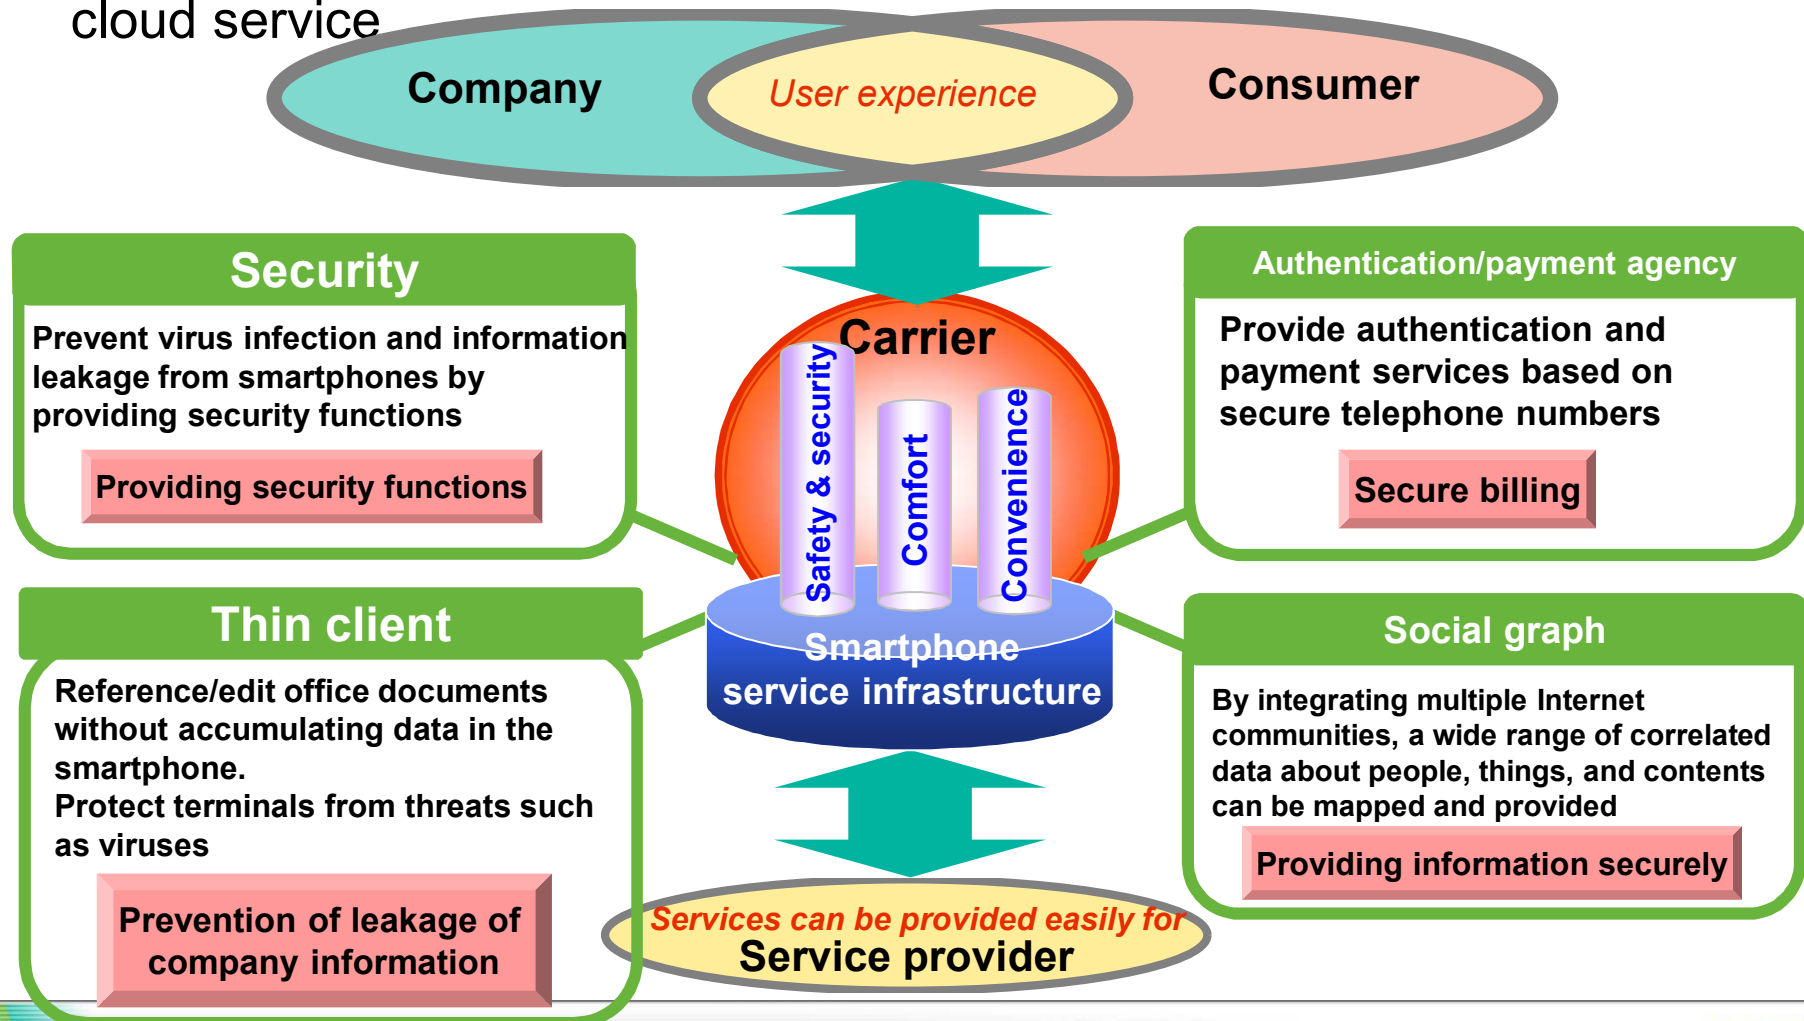 cloud service
Company
User experience
Consumer
Security
Prevent virus infection and information
leakage from smartphones by
providing security functions
Providing security functions
Authentication/payment agency
Provide authentication and
payment services based on
secure telephone numbers
Secure billing
Carrier
Safety & security
Comfort
Convenience
Smartphone
service infrastructure
Thin client
Reference/edit office documents
without accumulating data in the
smartphone.
Protect terminals from threats such
as viruses
Prevention of leakage of
company information
Social graph
By integrating multiple Internet
communities, a wide range of correlated
data about people, things, and contents
can be mapped and provided
Providing information securely
Services can be provided easily for
Service provider